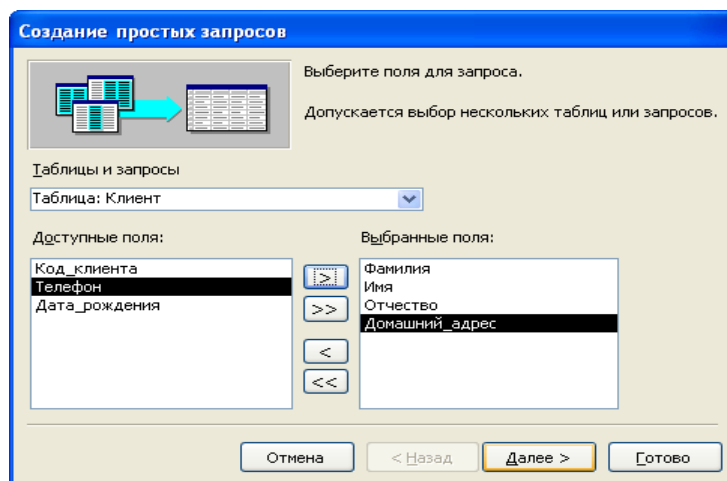 Создание простых запросов
Выберите поля для запроса.
Допускается выбор нескольких таблиц или запросов.
Таблицы и запросы
Таблица: Клиент
Доступные поля:
Выбранные поля:
Код_клиента
Телефон
Дата_рождения
>
>>
<
<<
Фамилия
Имя
Отчество
Домашний_адрес
Отмена
< Назад
Далее >
Готово